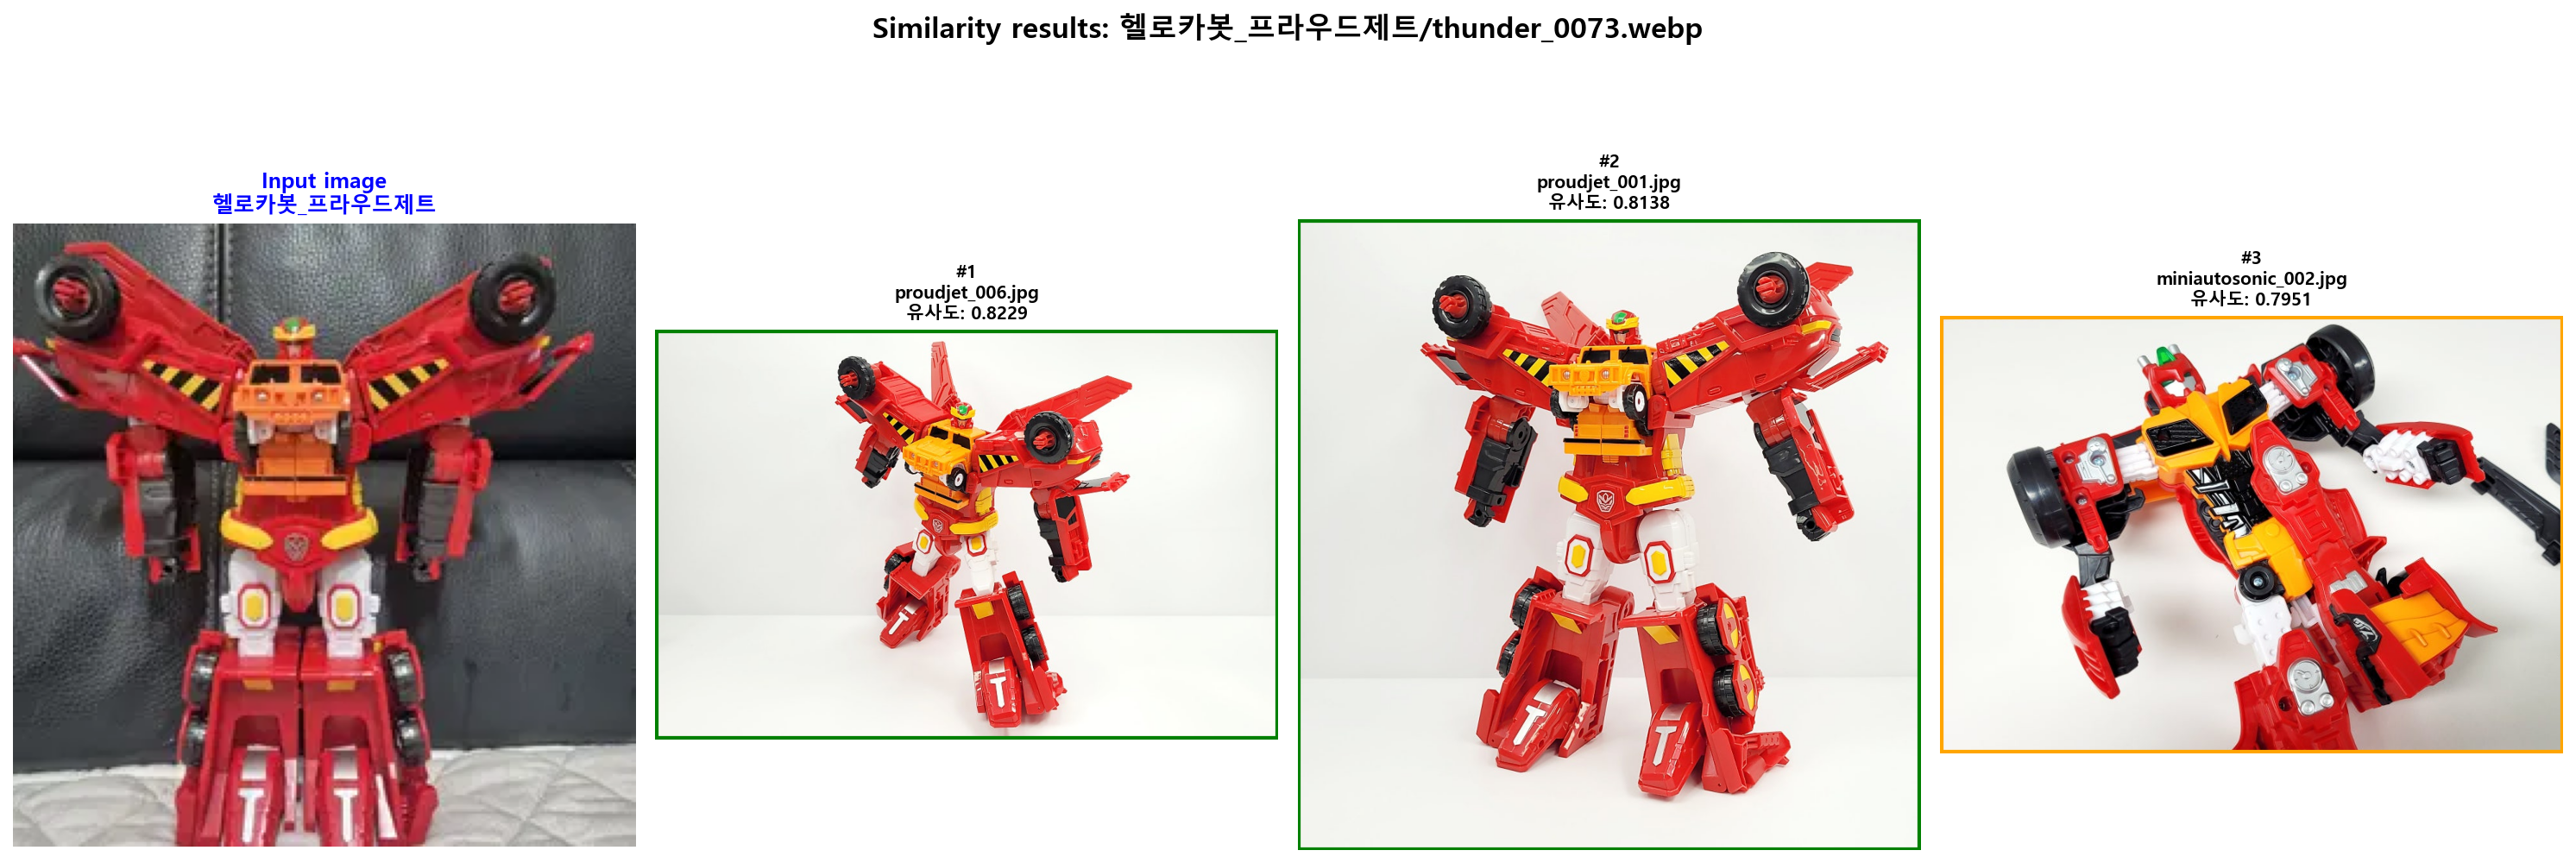 Similarity results: 헬로카봇_프라우드제트/thunder_0073.webp
Input image
헬로카봇_프라우드제트
#1
proudjet_006.jpg
유사도: 0.8229
#2
proudjet_001.jpg
유사도: 0.8138
#3
miniautosonic_002.jpg
유사도: 0.7951